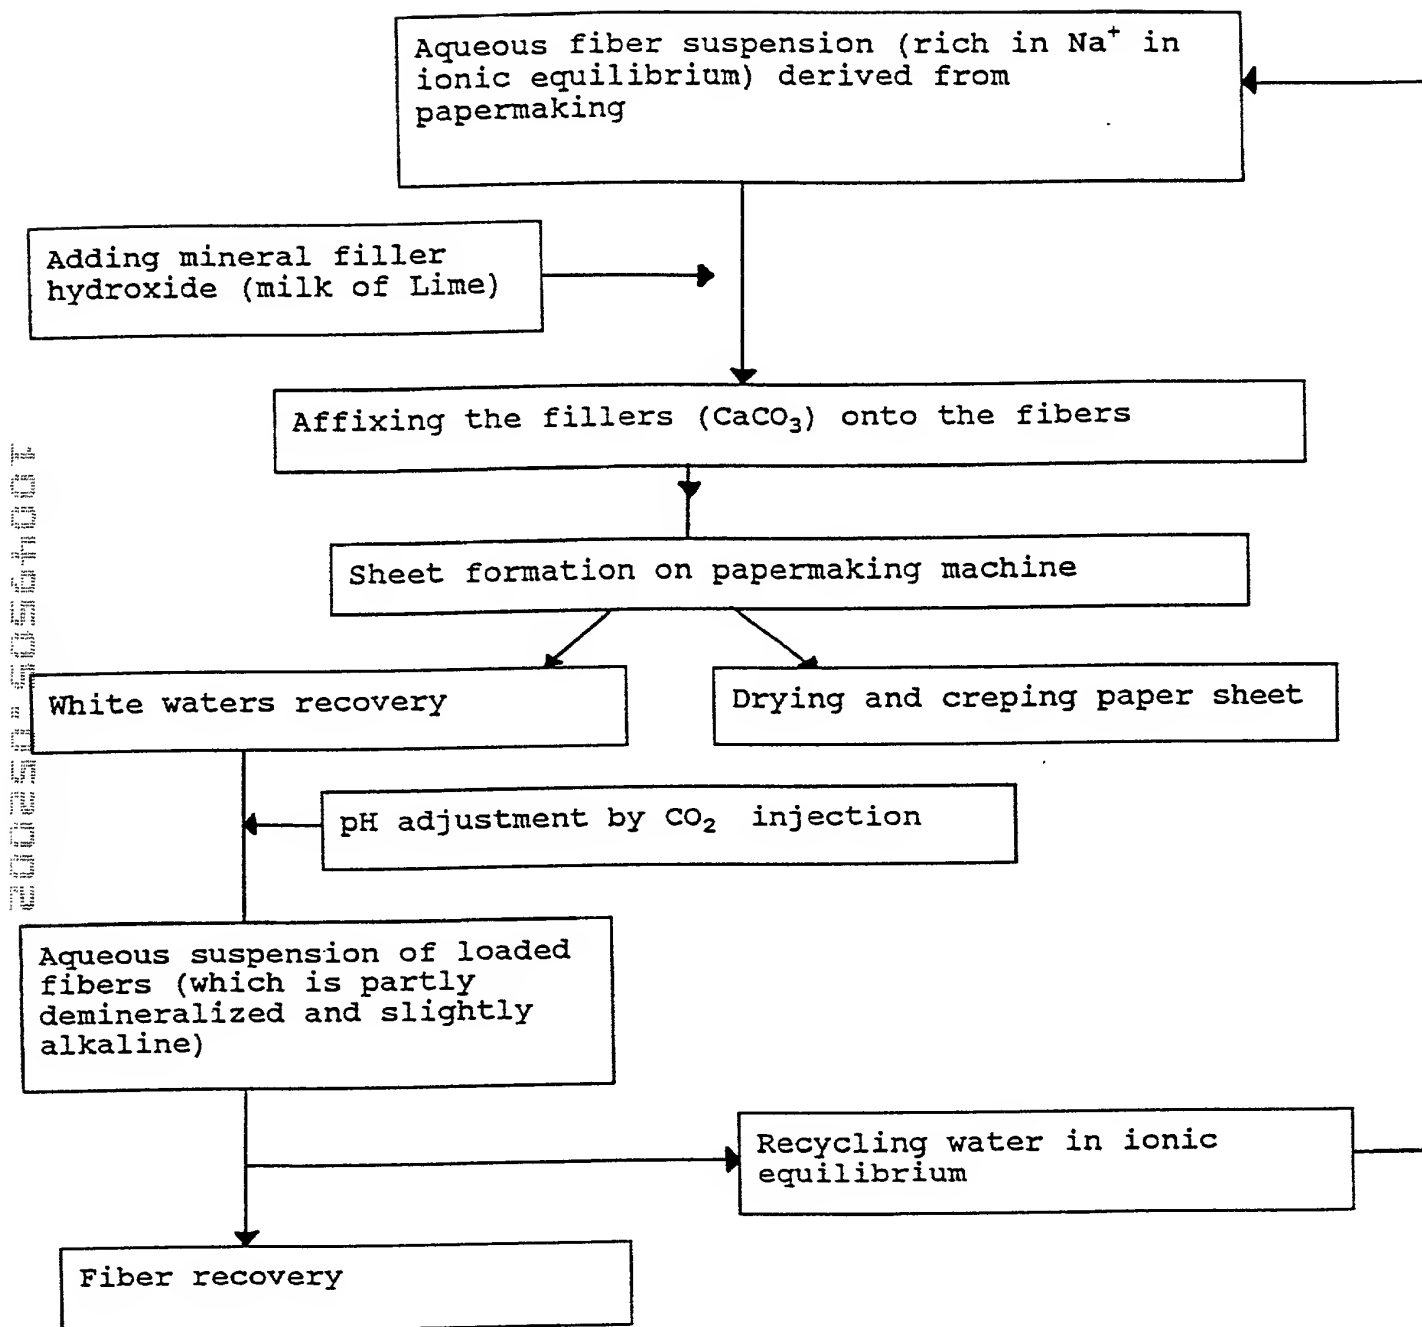 Aqueous fiber suspension (rich in Na⁺ in
ionic equilibrium) derived from
papermaking
Adding mineral filler
hydroxide (milk of Lime)
Affixing the fillers (CaCO₃) onto the fibers
Sheet formation on papermaking machine
White waters recovery
Drying and creping paper sheet
pH adjustment by CO₂ injection
Aqueous suspension of loaded
fibers (which is partly
demineralized and slightly
alkaline)
Recycling water in ionic
equilibrium
Fiber recovery